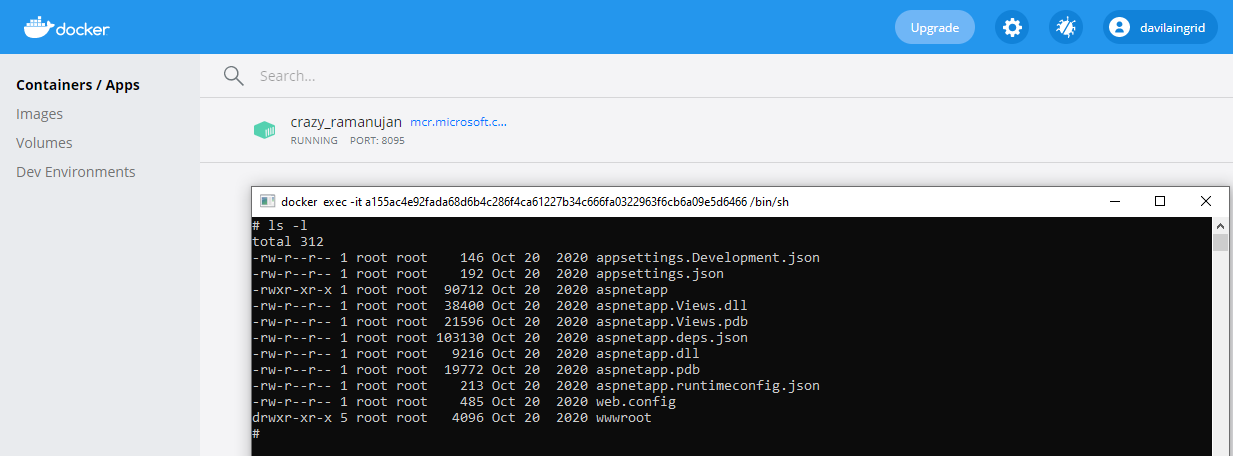 docker
Upgrade
davilaingrid
Containers / Apps
Images
Volumes
Dev Environments
Search...
crazy_ramanujan mcr.microsoft.c...
RUNNING PORT: 8095
docker exec -it a155ac4e92fada68d6b4c286f4ca61227b34c666fa0322963f6cb6a09e5d6466 /bin/sh
# ls -l
total 312
-rw-r--r-- 1 root root    146 Oct 20  2020 appsettings.Development.json
-rw-r--r-- 1 root root    192 Oct 20  2020 appsettings.json
-rwxr-xr-x 1 root root  90712 Oct 20  2020 aspnetapp
-rw-r--r-- 1 root root  38400 Oct 20  2020 aspnetapp.Views.dll
-rw-r--r-- 1 root root  21596 Oct 20  2020 aspnetapp.Views.pdb
-rw-r--r-- 1 root root 103130 Oct 20  2020 aspnetapp.deps.json
-rw-r--r-- 1 root root   9216 Oct 20  2020 aspnetapp.dll
-rw-r--r-- 1 root root  19772 Oct 20  2020 aspnetapp.pdb
-rw-r--r-- 1 root root    213 Oct 20  2020 aspnetapp.runtimeconfig.json
-rw-r--r-- 1 root root    485 Oct 20  2020 web.config
drwxr-xr-x 5 root root   4096 Oct 20  2020 wwwroot
#